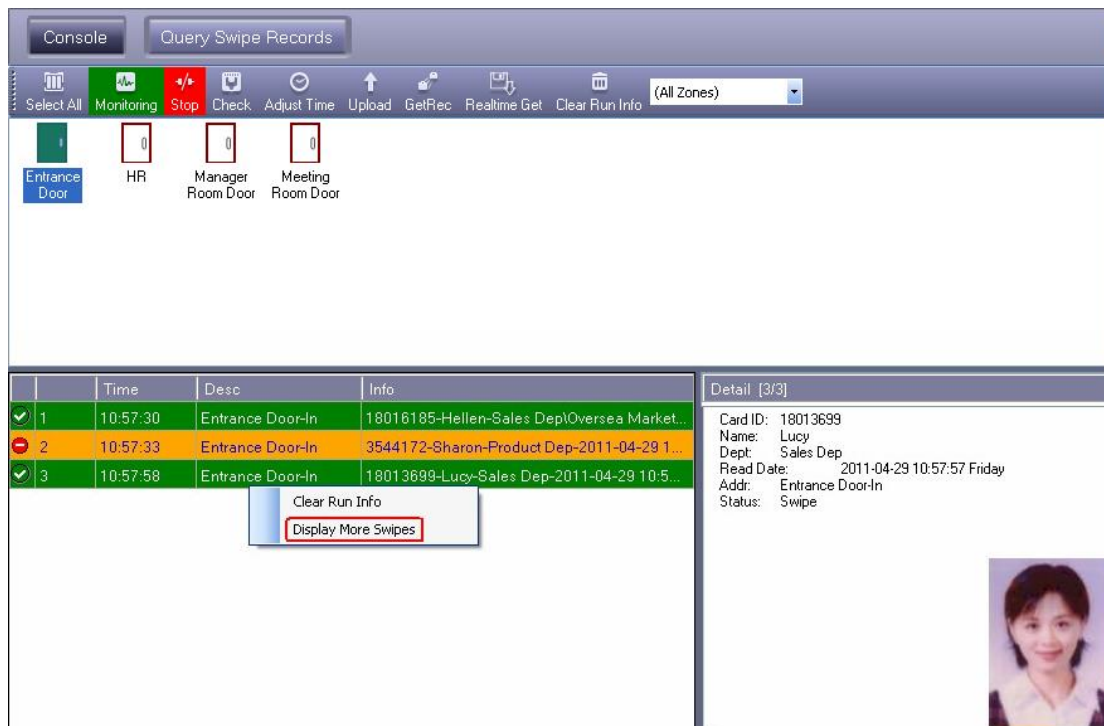 Console Query Swipe Records
Select All Monitoring Stop Check Adjust Time Upload GetRec Realtime Get Clear Run Info (All Zones)
Entrance Door
HR
Manager Room Door
Meeting Room Door
Time Desc Info
1 10:57:30 Entrance Door-In 18016185-Hellen-Sales Dep\Oversea Market...
2 10:57:33 Entrance Door-In 3544172-Sharon-Product Dep-2011-04-29 1...
3 10:57:58 Entrance Door-In 18013699-Lucy-Sales Dep-2011-04-29 10:5...
Clear Run Info
Display More Swipes
Detail [3/3]
Card ID: 18013699
Name: Lucy
Dept: Sales Dep
Read Date: 2011-04-29 10:57:57 Friday
Addr: Entrance Door-In
Status: Swipe